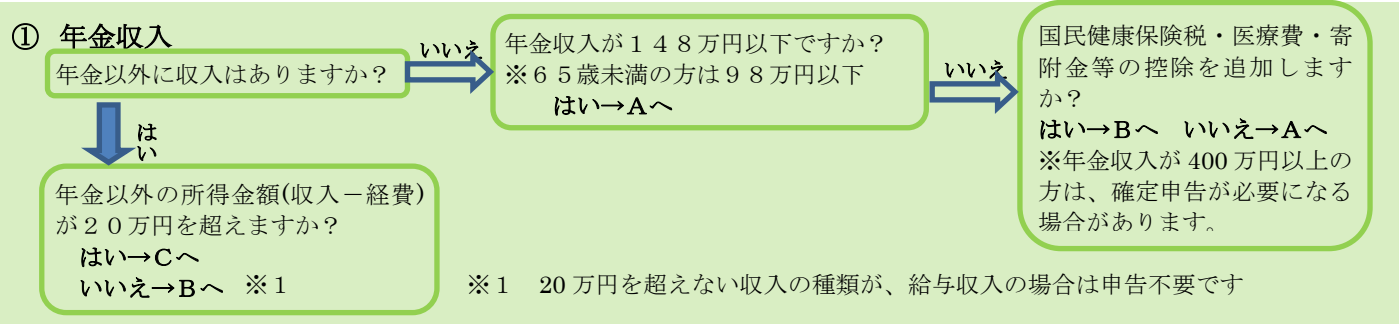 ① 年金収入
年金以外に収入はありますか？
いいえ
年金収入が１４８万円以下ですか？
※６５歳未満の方は９８万円以下
はい→Aへ
いいえ
国民健康保険税・医療費・寄
附金等の控除を追加します
か？
はい→Bへ　いいえ→Aへ
※年金収入が 400 万円以上の
方は、確定申告が必要になる
場合があります。
はい
年金以外の所得金額(収入－経費)
が２０万円を超えますか？
はい→Cへ
いいえ→Bへ　※１
※１　20 万円を超えない収入の種類が、給与収入の場合は申告不要です